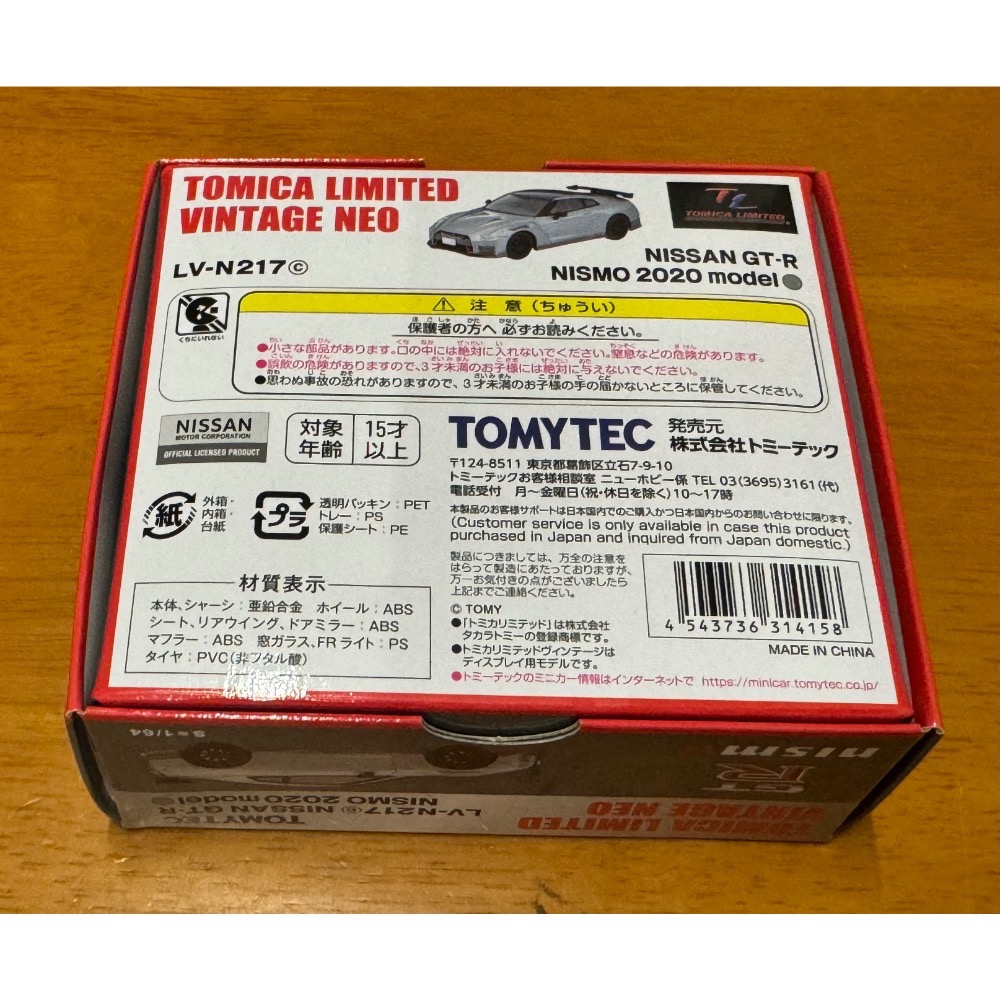 TOMICA LIMITED
VINTAGE NEO
LV-N217ⓒ
TL
TOMICA LIMITED
NISSAN GT-R
NISMO 2020 model
くちにいれない
⚠ 注 意 (ちゅうい)
保護者の方へ 必ずお読みください。
●小さな部品があります。口の中には絶対に入れないでください。窒息などの危険があります。
●誤飲の危険がありますので、3才未満のお子様には絶対に与えないでください。
●思わぬ事故の恐れがありますので、3才未満のお子様の手の届かないところに保管してください。
NISSAN
MOTOR CORPORATION
OFFICIAL LICENSED PRODUCT
対象年齢
15才以上
TOMYTEC
発売元
株式会社トミーテック
〒124-8511 東京都葛飾区立石7-9-10
トミーテックお客様相談室 ニューホビー係 TEL 03(3695)3161(代)
電話受付 月〜金曜日(祝・休日を除く)10〜17時
本製品のお客様サポートは日本国内でのご購入かつ日本国内からのお問い合わせに限ります。
(Customer service is only available in case this product
purchased in Japan and inquired from Japan domestic.)
紙
外箱・
内箱・
台紙
プラ
透明パッキン:PET
トレー:PS
保護シート:PE
材質表示
本体、シャーシ:亜鉛合金 ホイール:ABS
シート、リアウイング、ドアミラー:ABS
マフラー:ABS 窓ガラス、FRライト:PS
タイヤ:PVC(非フタル酸)
製品につきましては、万全の注意を
はらって製造にあたっておりますが、
万一お気付きの点がございましたら
上記までご連絡ください。
© TOMY
●「トミカリミテッド」は株式会社
タカラトミーの登録商標です。
●トミカリミテッドヴィンテージは
ディスプレイ用モデルです。
●トミーテックのミニカー情報はインターネットで https://minicar.tomytec.co.jp/
4 543736 314158
MADE IN CHINA
S=1/64
nismo
GT-R
LV-N217ⓒ NISSAN GT-R
NISMO 2020 model
TOMYTEC
TOMICA LIMITED
VINTAGE NEO